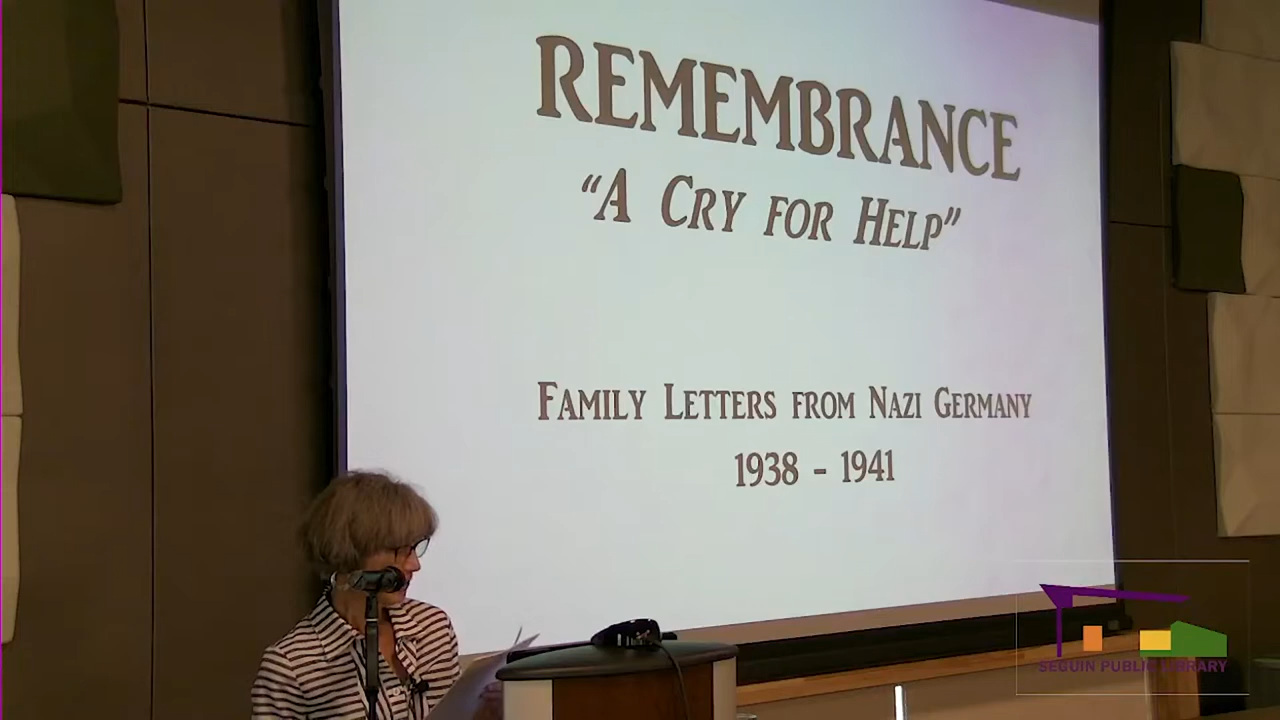 REMEMBRANCE
“A CRY FOR HELP”
FAMILY LETTERS FROM NAZI GERMANY
1938 - 1941
SEGUIN PUBLIC LIBRARY